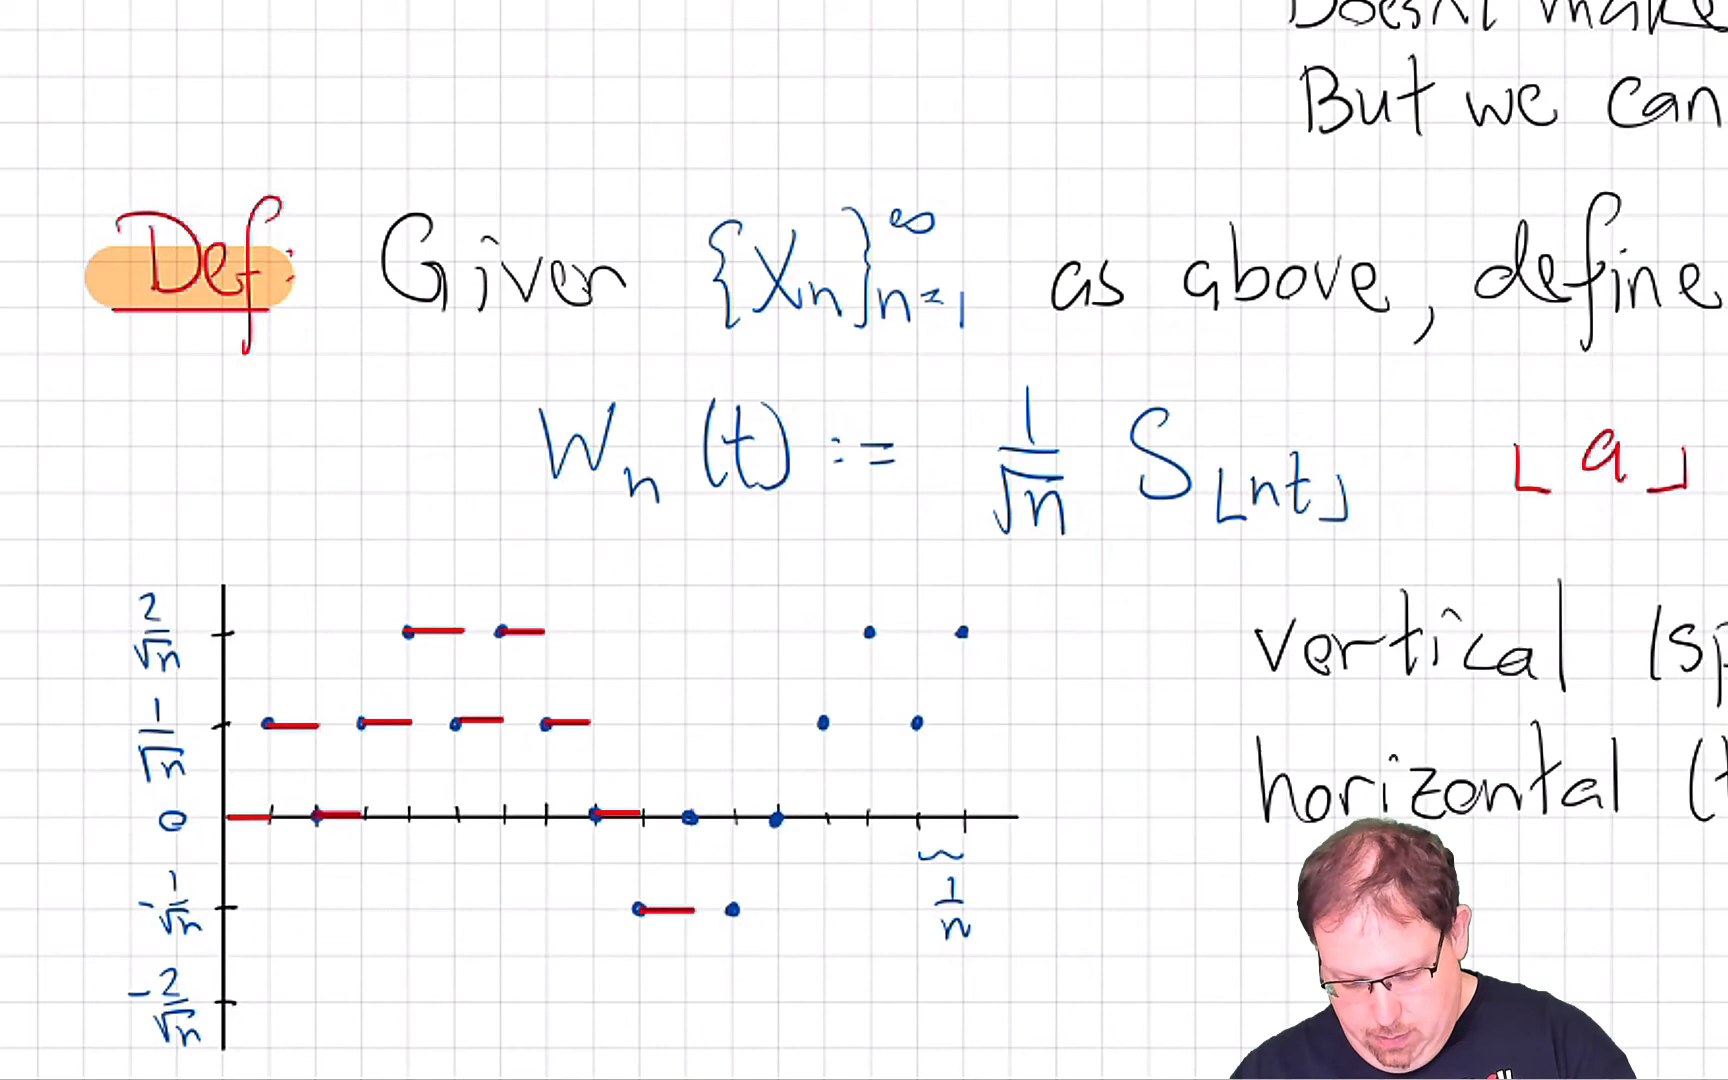 But we can
Def: Given {Xn}∞n=1 as above, define
Wn(t) := 1/√n S⌊nt⌋ ⌊a⌋
2/√n
vertical
1/√n
horizontal
0
1/n
-1/√n
-2/√n